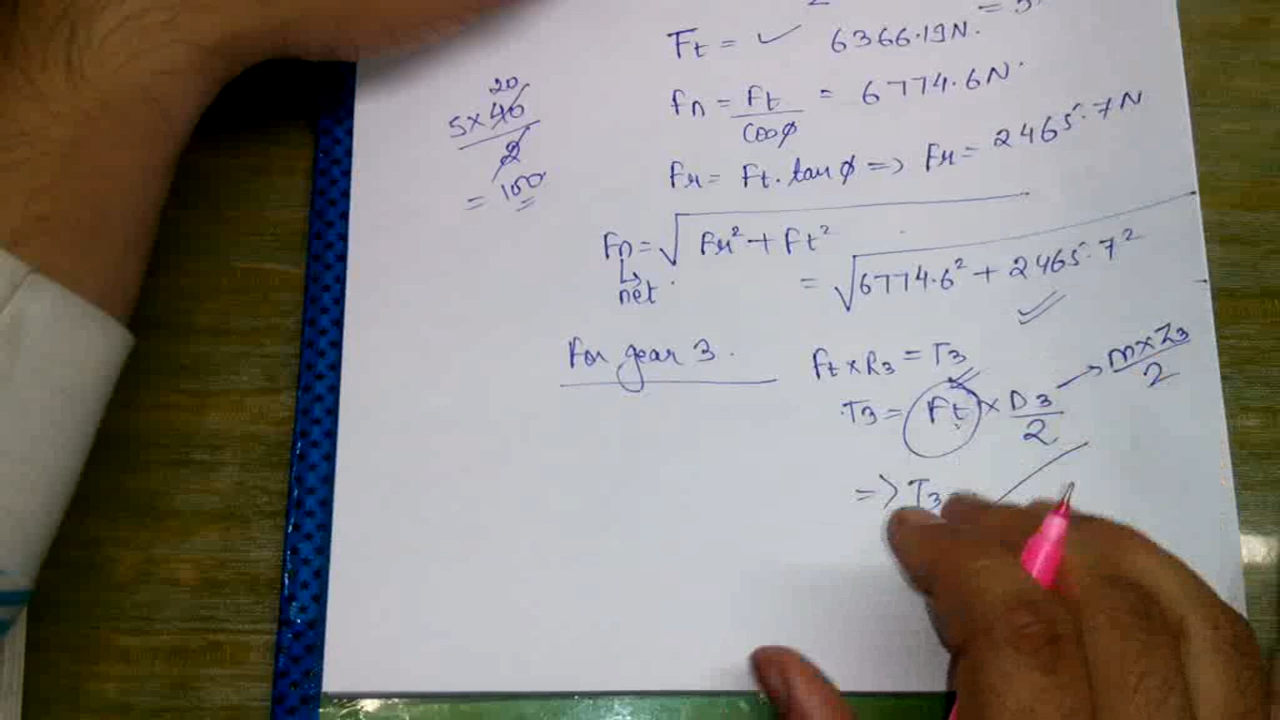 Ft = ✓ 6366.19N.
Fn = Ft / cosφ = 6774.6N.
Fr = Ft. tanφ => Fr = 2465.7N
5×40 / 2
20
= 100
Fn = √ Fr² + Ft²
net.
= √6774.6² + 2465.7²
For gear 3.
Ft × R3 = T3
T3 = Ft × D3 / 2 → m×Z3 / 2
=> T3